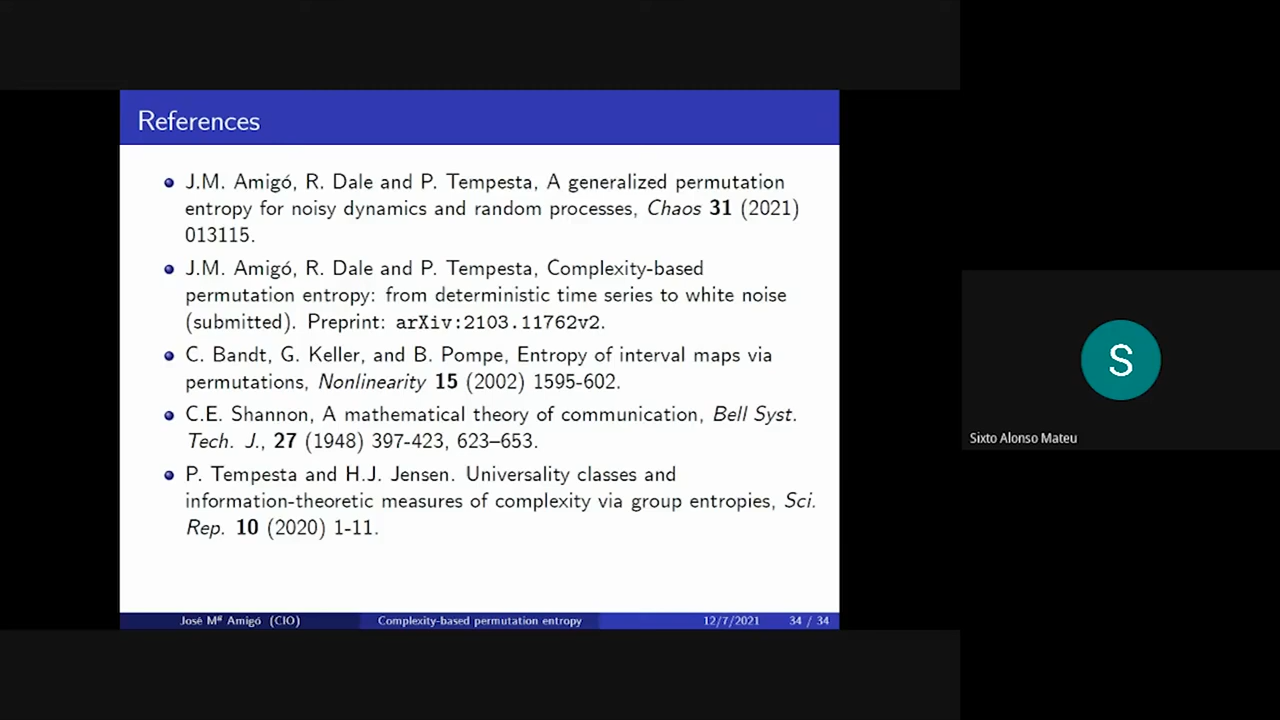 References
J.M. Amigó, R. Dale and P. Tempesta, A generalized permutation
entropy for noisy dynamics and random processes, Chaos 31 (2021)
013115.
J.M. Amigó, R. Dale and P. Tempesta, Complexity-based
permutation entropy: from deterministic time series to white noise
(submitted). Preprint: arXiv:2103.11762v2.
C. Bandt, G. Keller, and B. Pompe, Entropy of interval maps via
permutations, Nonlinearity 15 (2002) 1595-602.
C.E. Shannon, A mathematical theory of communication, Bell Syst.
Tech. J., 27 (1948) 397-423, 623–653.
P. Tempesta and H.J. Jensen. Universality classes and
information-theoretic measures of complexity via group entropies, Sci.
Rep. 10 (2020) 1-11.
José Mª Amigó (CIO) Complexity-based permutation entropy 12/7/2021 34 / 34
S
Sixto Alonso Mateu